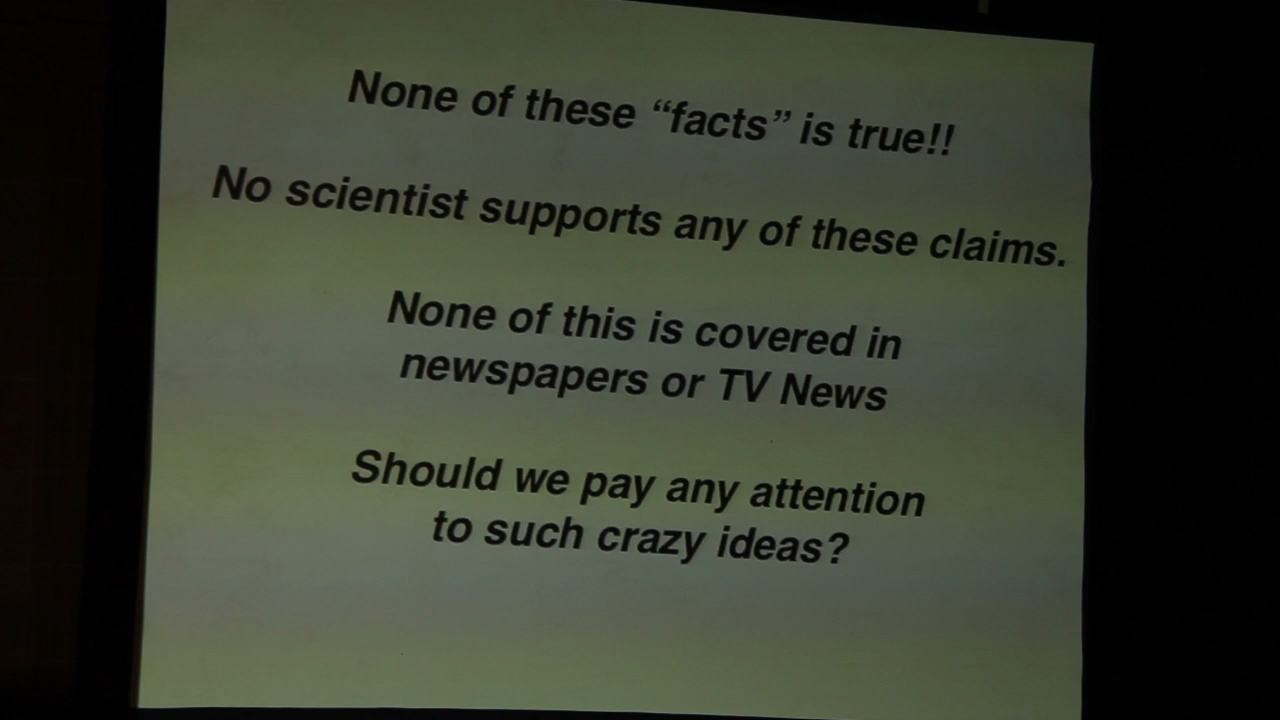 None of these “facts” is true!!
No scientist supports any of these claims.
None of this is covered in
newspapers or TV News
Should we pay any attention
to such crazy ideas?